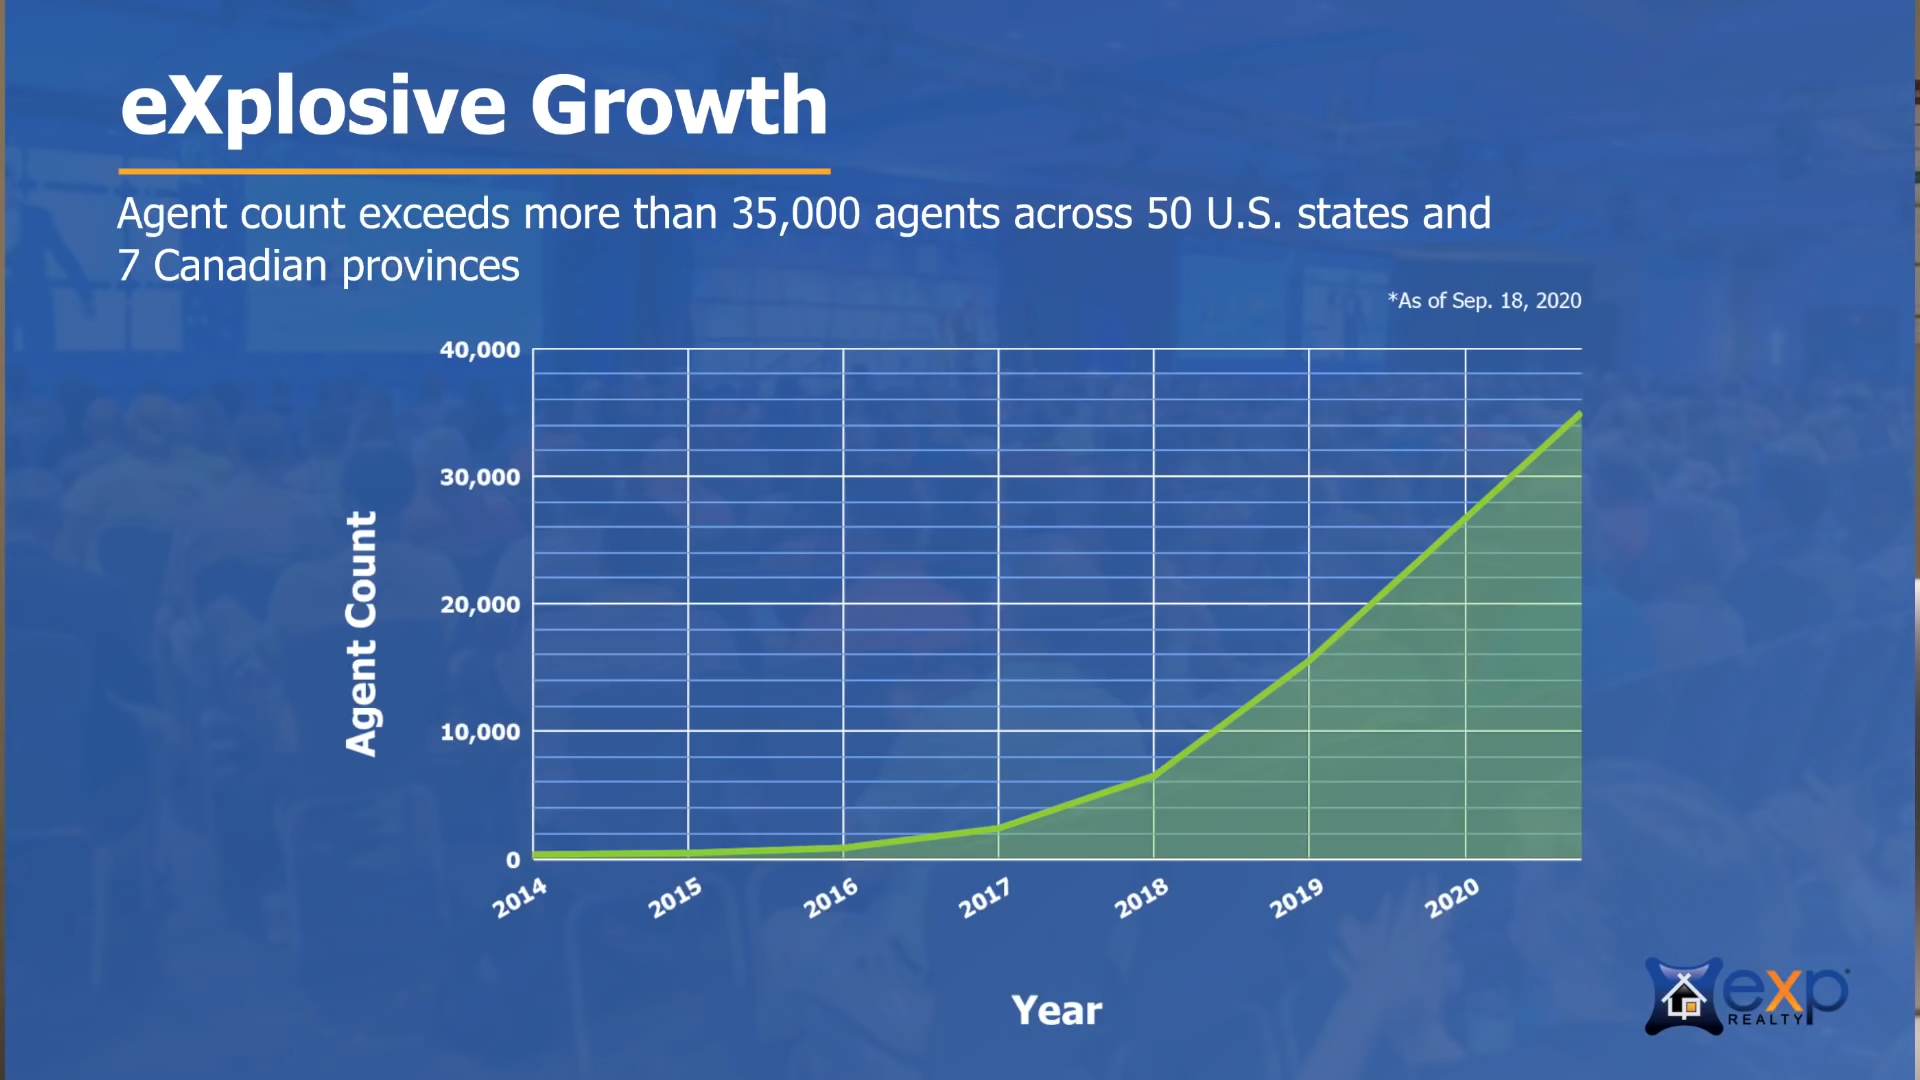 eXplosive Growth
Agent count exceeds more than 35,000 agents across 50 U.S. states and
7 Canadian provinces
*As of Sep. 18, 2020
40,000
30,000
20,000
10,000
0
Agent Count
2014
2015
2016
2017
2018
2019
2020
Year
exp
REALTY